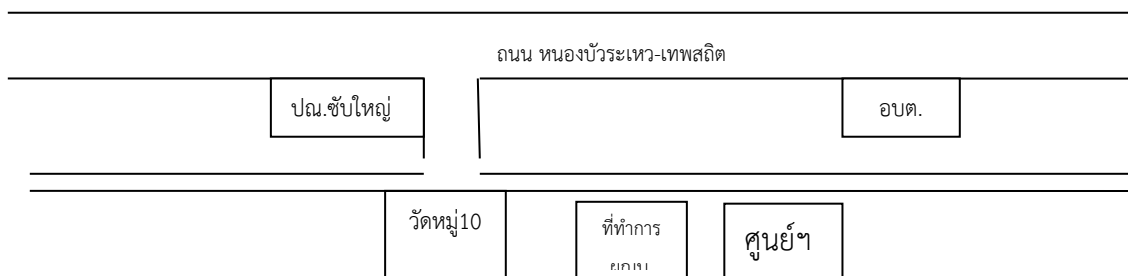 ถนน หนองบัวระเหว-เทพสถิต
ปณ.ซับใหญ่
อบต.
วัดหมู่10
ที่ทำการ
ศูนย์ฯ